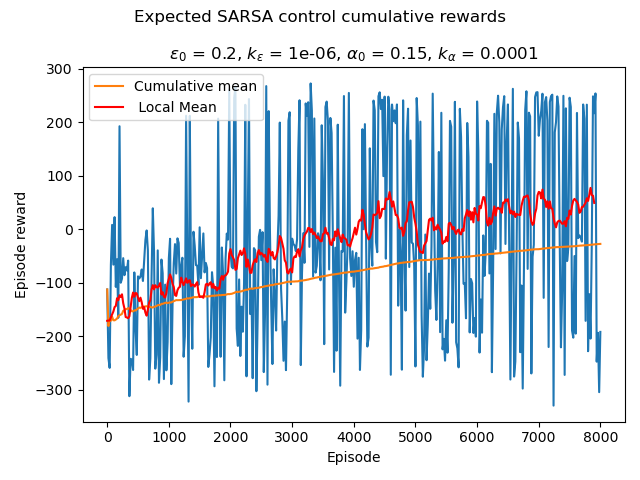 Expected SARSA control cumulative rewards
ε₀ = 0.2, kε = 1e-06, α₀ = 0.15, kα = 0.0001
Cumulative mean
Local Mean
Episode reward
300
200
100
0
−100
−200
−300
0 1000 2000 3000 4000 5000 6000 7000 8000
Episode